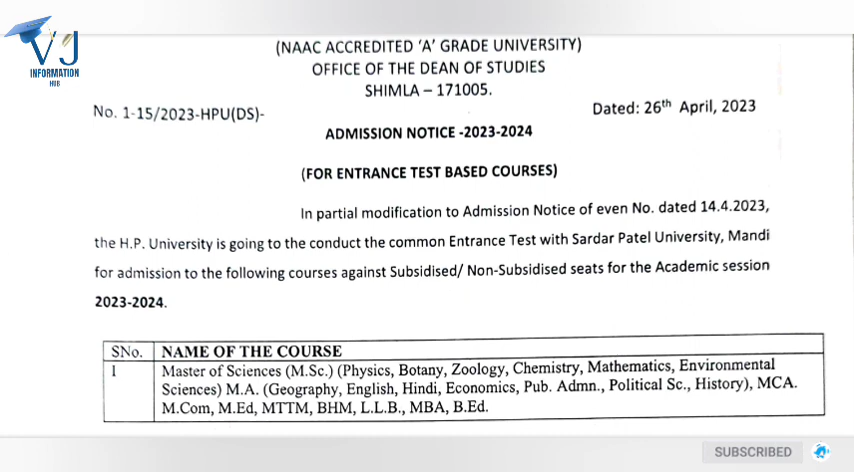 VJ
INFORMATION
HUB
(NAAC ACCREDITED ‘A’ GRADE UNIVERSITY)
OFFICE OF THE DEAN OF STUDIES
SHIMLA – 171005.
No. 1-15/2023-HPU(DS)-
Dated: 26th April, 2023
ADMISSION NOTICE -2023-2024
(FOR ENTRANCE TEST BASED COURSES)
In partial modification to Admission Notice of even No. dated 14.4.2023,
the H.P. University is going to the conduct the common Entrance Test with Sardar Patel University, Mandi
for admission to the following courses against Subsidised/ Non-Subsidised seats for the Academic session
2023-2024.
SNo. NAME OF THE COURSE
1 Master of Sciences (M.Sc.) (Physics, Botany, Zoology, Chemistry, Mathematics, Environmental
Sciences) M.A. (Geography, English, Hindi, Economics, Pub. Admn., Political Sc., History), MCA.
M.Com, M.Ed, MTTM, BHM, L.L.B., MBA, B.Ed.
SUBSCRIBED